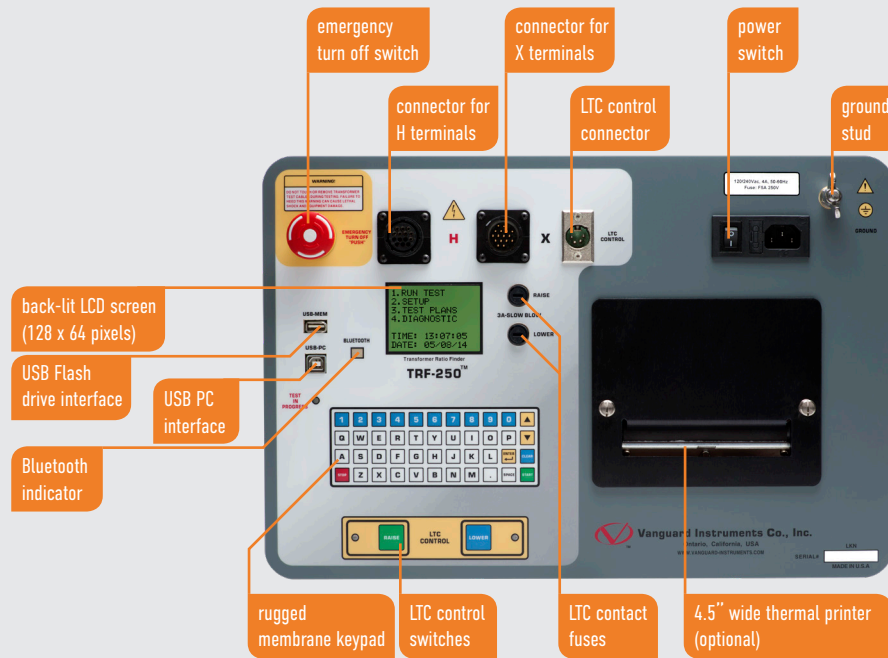 emergency
turn off switch
connector for
X terminals
power
switch
connector for
H terminals
LTC control
connector
ground
stud
WARNING!
EMERGENCY
TURN OFF
"PUSH"
H
X
LTC
CONTROL
120/240Vac, 4A, 50-60Hz
Fuse: F5A 250V
GROUND
back-lit LCD screen
(128 x 64 pixels)
1.RUN TEST
2.SETUP
3.TEST PLANS
4.DIAGNOSTIC
TIME: 13:07:05
DATE: 05/08/14
RAISE
3A-SLOW BLOW
LOWER
USB-MEM
USB-PC
BLUETOOTH
Transformer Ratio Finder
TRF-250™
USB Flash
drive interface
USB PC
interface
TEST
IN
PROGRESS
Bluetooth
indicator
1 2 3 4 5 6 7 8 9 0
Q W E R T Y U I O P
A S D F G H J K L ENTER CLEAR
Z X C V B N M . SPACE START
RAISE
LTC
CONTROL
LOWER
Vanguard Instruments Co., Inc.
Ontario, California, USA
WWW.VANGUARD-INSTRUMENTS.COM
SERIAL#
MADE IN U.S.A.
rugged
membrane keypad
LTC control
switches
LTC contact
fuses
4.5" wide thermal printer
(optional)